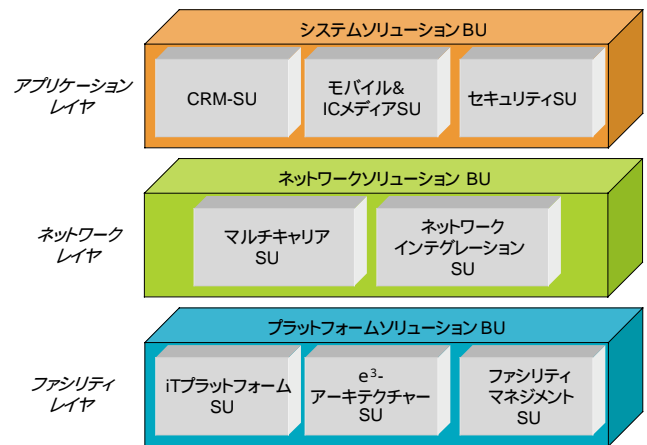 システムソリューションBU
アプリケーション
レイヤ
CRM-SU
モバイル&
ICメディアSU
セキュリティSU
ネットワークソリューション BU
ネットワーク
レイヤ
マルチキャリア
SU
ネットワーク
インテグレーション
SU
プラットフォームソリューションBU
ファシリティ
レイヤ
iTプラットフォーム
SU
e³-
アーキテクチャー
SU
ファシリティ
マネジメント
SU